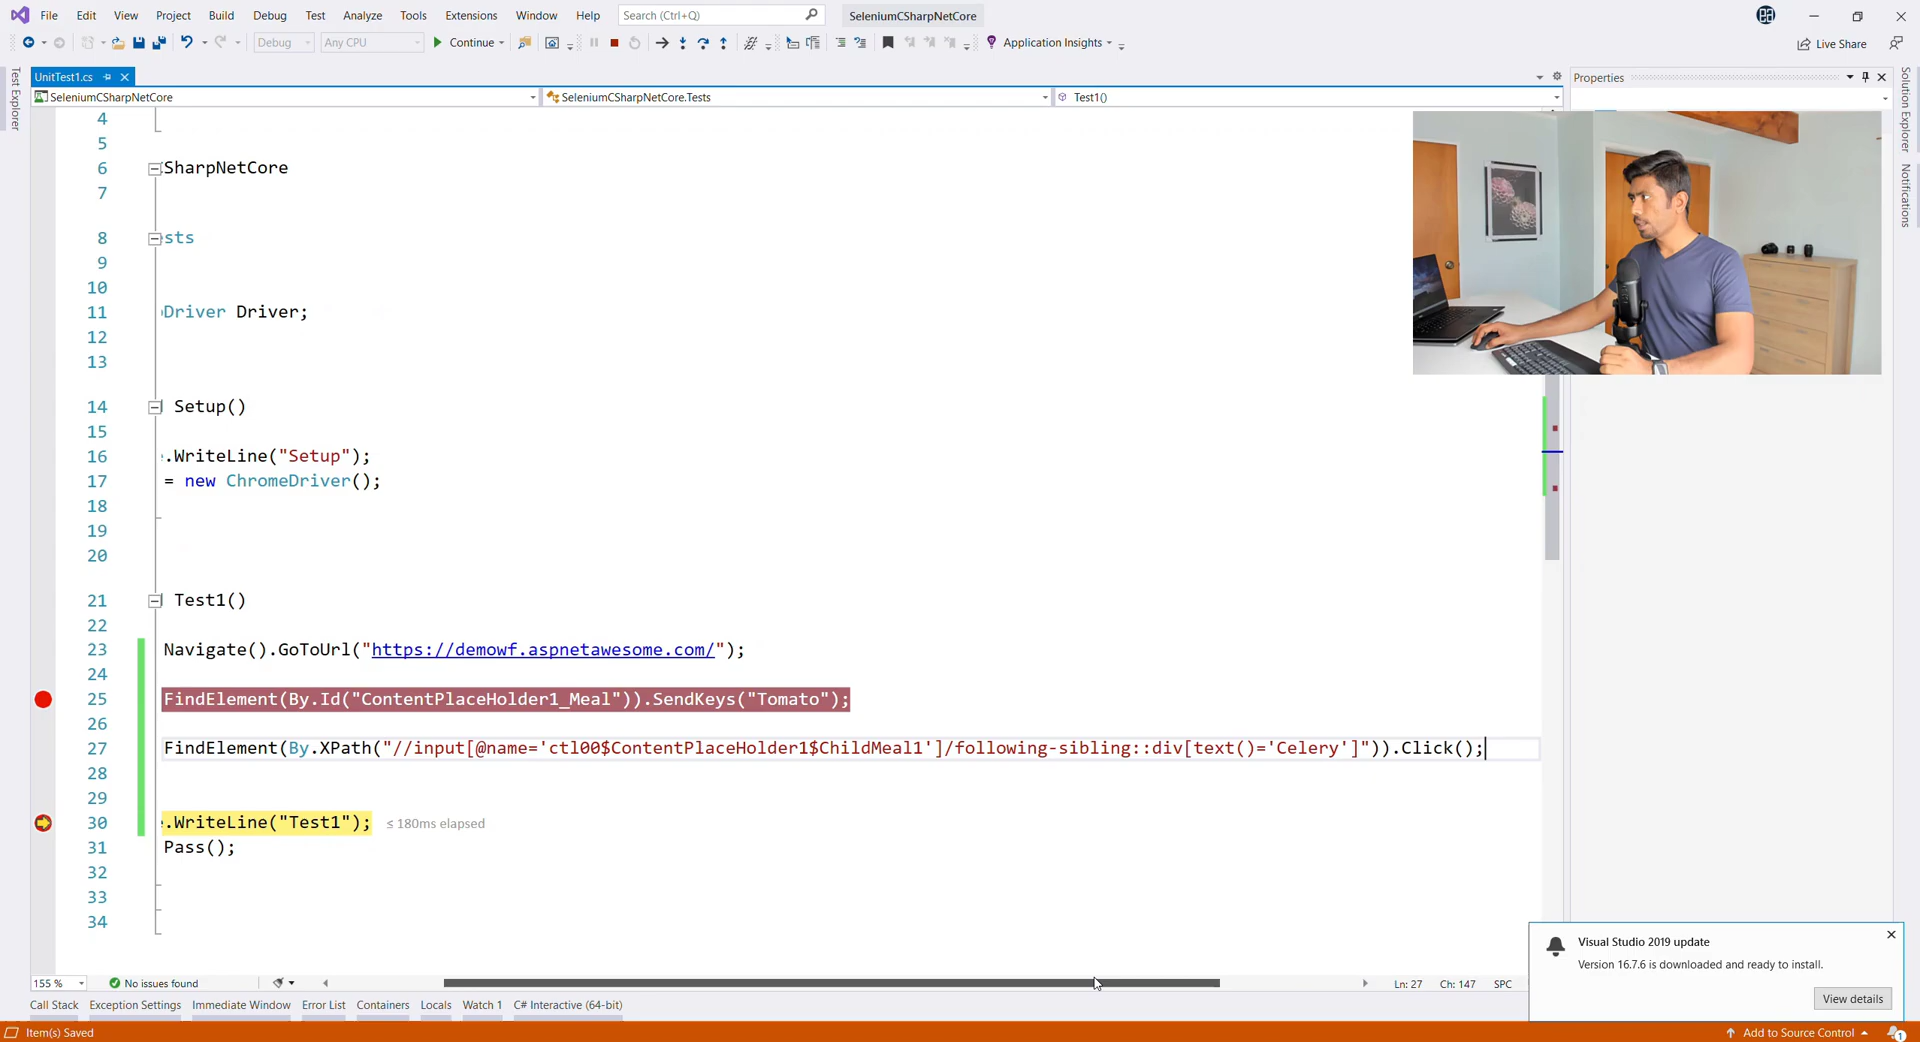 File Edit View Project Build Debug Test Analyze Tools Extensions Window Help Search (Ctrl+Q) SeleniumCSharpNetCore
Debug Any CPU Continue Application Insights Live Share
Test Explorer
UnitTest1.cs
SeleniumCSharpNetCore SeleniumCSharpNetCore.Tests Test1()
4
5
6 SharpNetCore
7
8 sts
9
10
11 Driver Driver;
12
13
14 Setup()
15
16 .WriteLine("Setup");
17 = new ChromeDriver();
18
19
20
21 Test1()
22
23 Navigate().GoToUrl("https://demowf.aspnetawesome.com/");
24
25 FindElement(By.Id("ContentPlaceHolder1_Meal")).SendKeys("Tomato");
26
27 FindElement(By.XPath("//input[@name='ctl00$ContentPlaceHolder1$ChildMeal1']/following-sibling::div[text()='Celery']")).Click();
28
29
30 .WriteLine("Test1"); ≤ 180ms elapsed
31 Pass();
32
33
34
Properties
Solution Explorer
Notifications
Visual Studio 2019 update
Version 16.7.6 is downloaded and ready to install.
View details
155 % No issues found Ln: 27 Ch: 147 SPC
Call Stack Exception Settings Immediate Window Error List Containers Locals Watch 1 C# Interactive (64-bit)
Item(s) Saved Add to Source Control 1